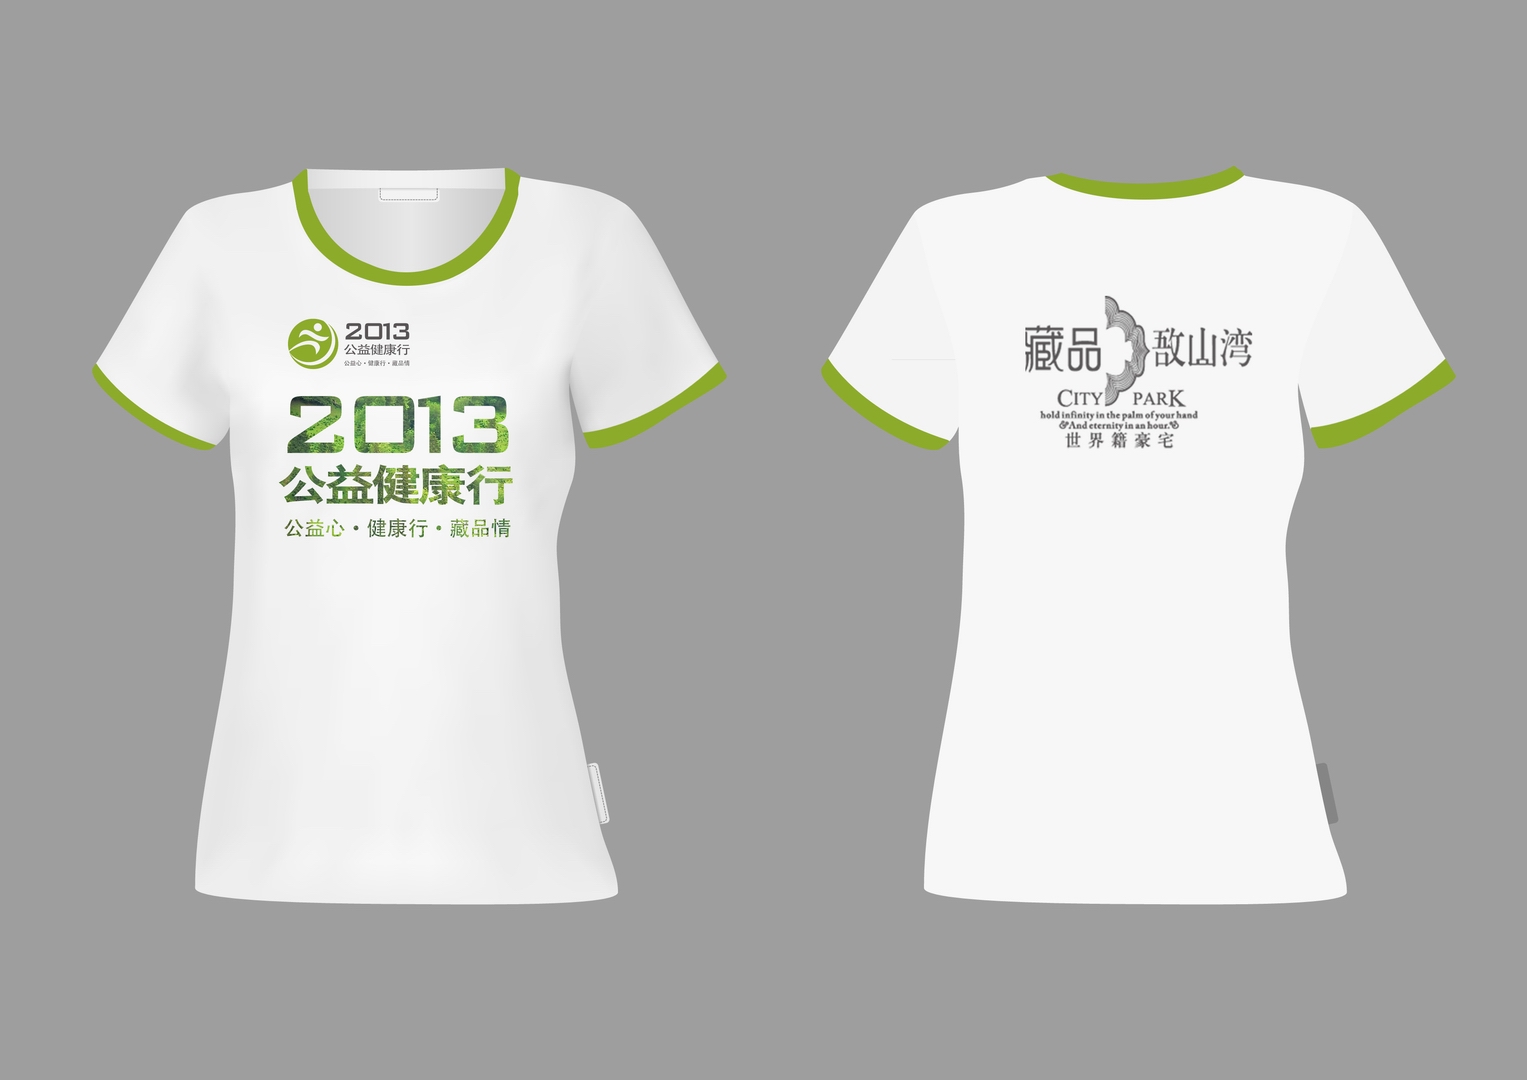 2013
公益健康行
公益心·健康行·藏品情
2013
公益健康行
公益心·健康行·藏品情
藏品 敔山湾
CITY PARK
hold infinity in the palm of your hand
And eternity in an hour.
世界籍豪宅